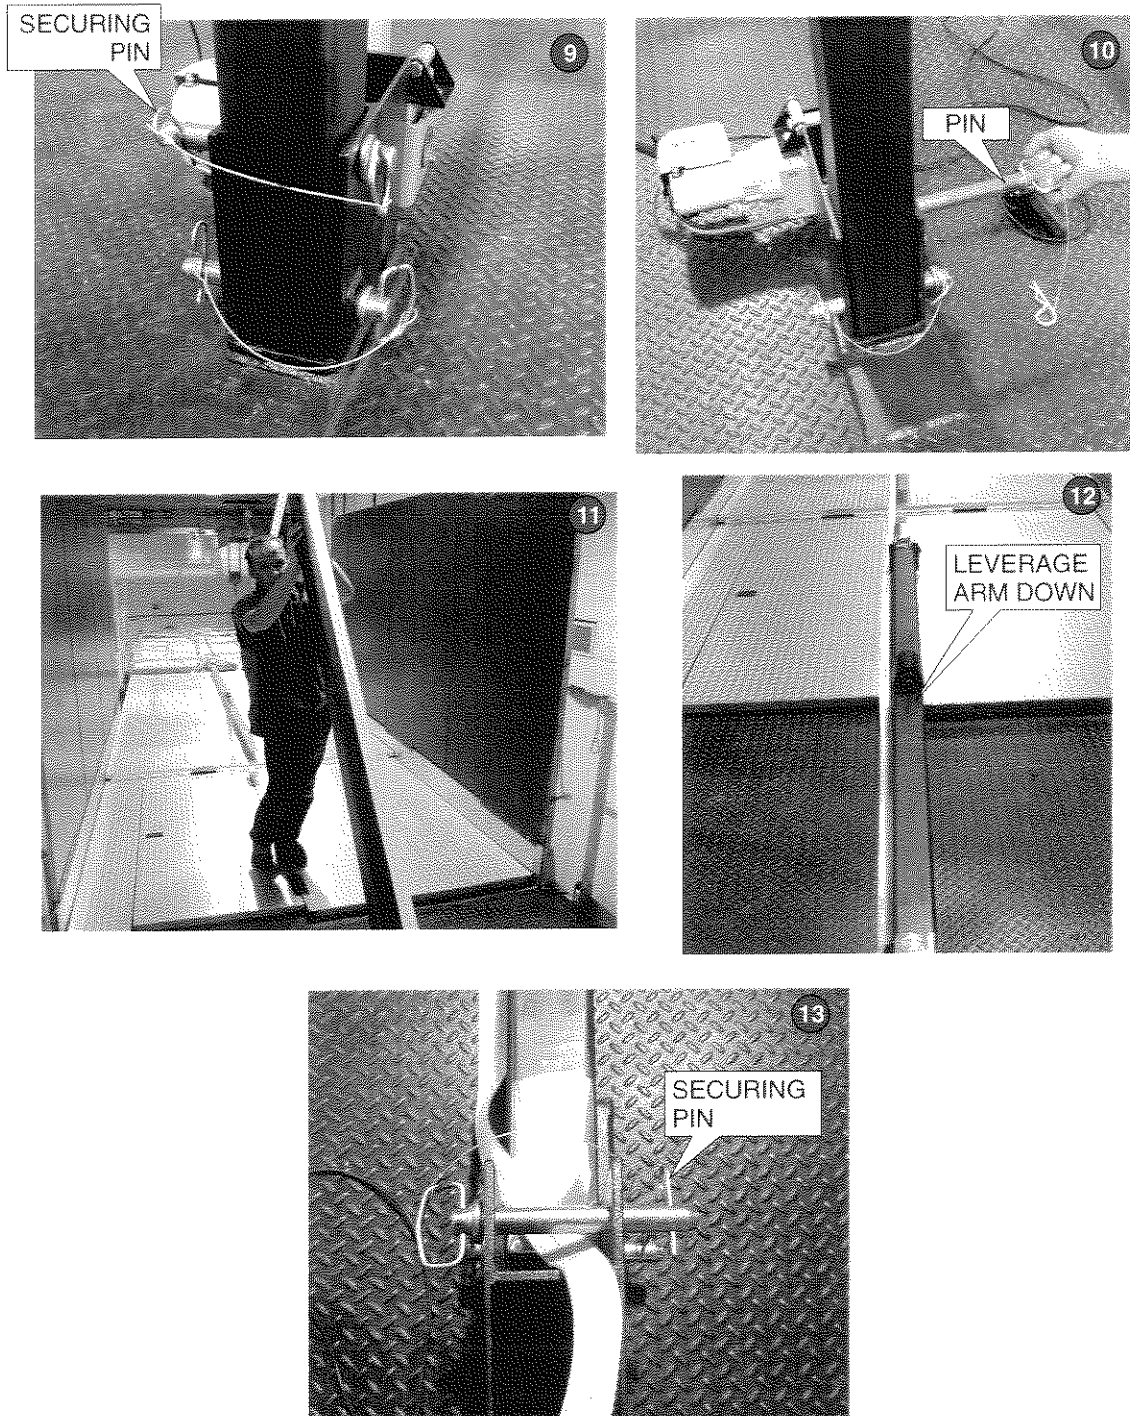 SECURING
PIN
9
10
PIN
11
12
LEVERAGE
ARM DOWN
13
SECURING
PIN